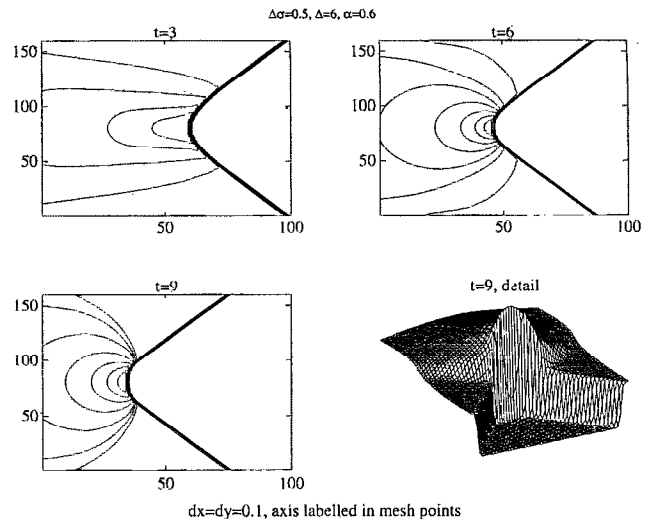 Δσ=0.5, Δ=6, α=0.6
t=3
t=6
150
100
50
50
100
150
100
50
50
100
t=9
t=9, detail
150
100
50
50
100
dx=dy=0.1, axis labelled in mesh points